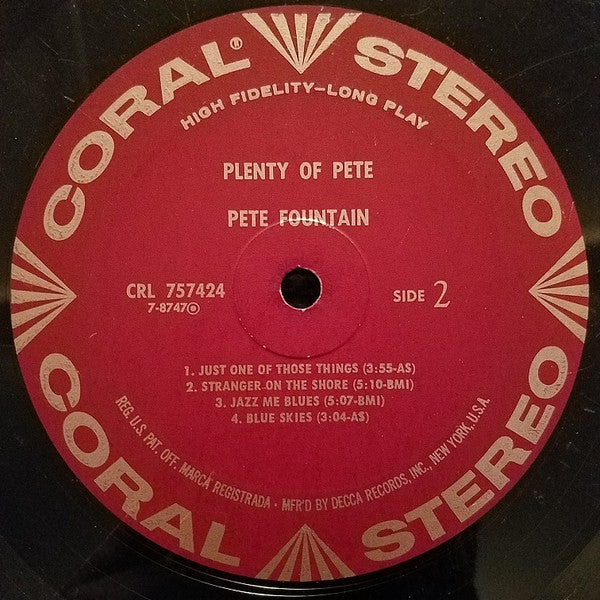 CORAL® STEREO
HIGH FIDELITY—LONG PLAY
PLENTY OF PETE
PETE FOUNTAIN
CRL 757424
7-8747
SIDE 2
1. JUST ONE OF THOSE THINGS (3:55-AS)
2. STRANGER ON THE SHORE (5:10-BMI)
3. JAZZ ME BLUES (5:07-BMI)
4. BLUE SKIES (3:04-AS)
REG. U.S. PAT. OFF. MARCA REGISTRADA · MFR'D BY DECCA RECORDS, INC., NEW YORK, U.S.A.
CORAL STEREO